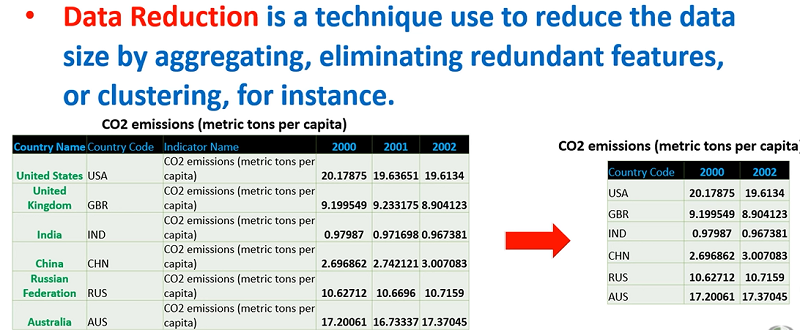 • Data Reduction is a technique use to reduce the data
size by aggregating, eliminating redundant features,
or clustering, for instance.
CO2 emissions (metric tons per capita)
Country Name Country Code Indicator Name 2000 2001 2002
United States USA CO2 emissions (metric tons per capita) 20.17875 19.63651 19.6134
United Kingdom GBR CO2 emissions (metric tons per capita) 9.199549 9.233175 8.904123
India IND CO2 emissions (metric tons per capita) 0.97987 0.971698 0.967381
China CHN CO2 emissions (metric tons per capita) 2.696862 2.742121 3.007083
Russian Federation RUS CO2 emissions (metric tons per capita) 10.62712 10.6696 10.7159
Australia AUS CO2 emissions (metric tons per capita) 17.20061 16.73337 17.37045
CO2 emissions (metric tons per capita)
Country Code 2000 2002
USA 20.17875 19.6134
GBR 9.199549 8.904123
IND 0.97987 0.967381
CHN 2.696862 3.007083
RUS 10.62712 10.7159
AUS 17.20061 17.37045